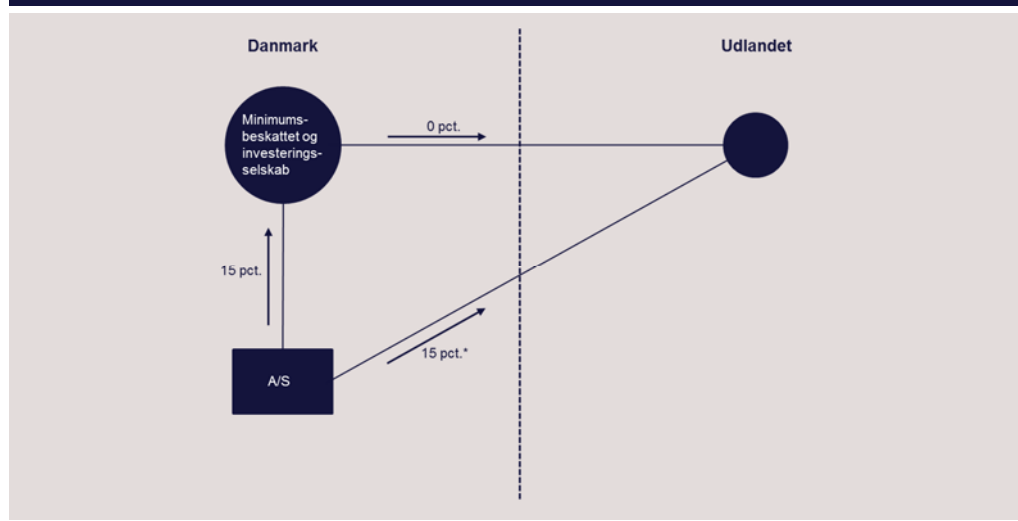 Danmark
Udlandet
Minimums-
beskattet og
investerings-
selskab
0 pct.
15 pct.
15 pct.*
A/S